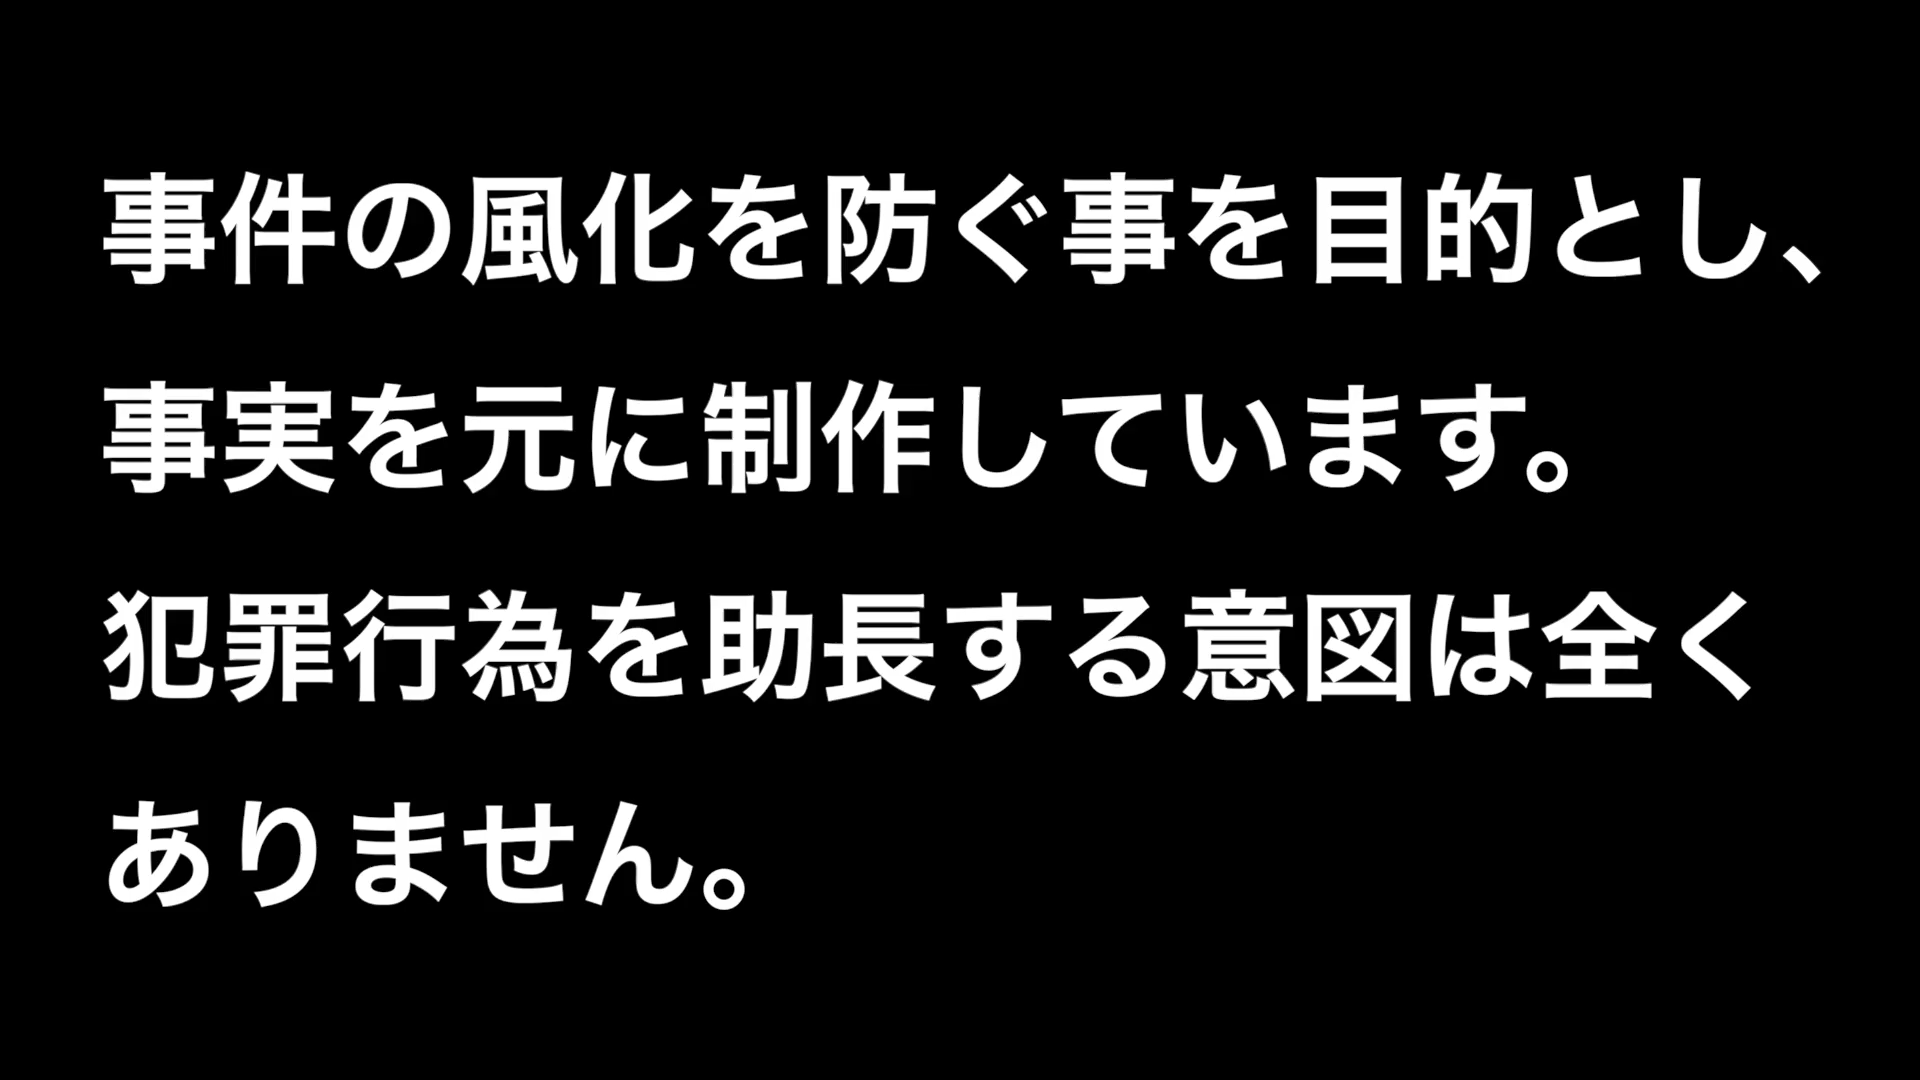 事件の風化を防ぐ事を目的とし、
事実を元に制作しています。
犯罪行為を助長する意図は全く
ありません。